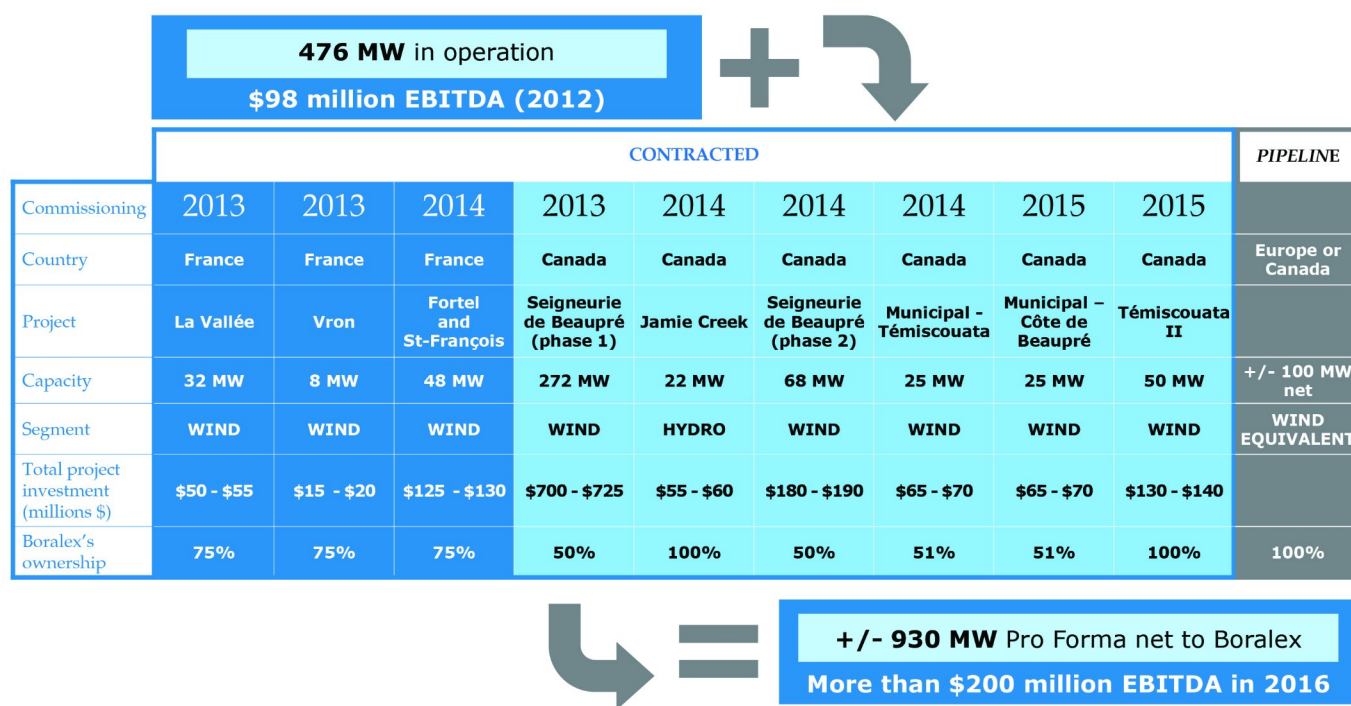 476 MW in operation
$98 million EBITDA (2012)
CONTRACTED PIPELINE
Commissioning 2013 2013 2014 2013 2014 2014 2014 2015 2015
Country France France France Canada Canada Canada Canada Canada Canada Europe or
Canada
Project La Vallée Vron Fortel
and
St-François Seigneurie
de Beaupré
(phase 1) Jamie Creek Seigneurie
de Beaupré
(phase 2) Municipal -
Témiscouata Municipal –
Côte de
Beaupré Témiscouata
II
Capacity 32 MW 8 MW 48 MW 272 MW 22 MW 68 MW 25 MW 25 MW 50 MW +/- 100 MW
net
Segment WIND WIND WIND WIND HYDRO WIND WIND WIND WIND WIND
EQUIVALENT
Total project
investment
(millions $) $50 - $55 $15 - $20 $125 - $130 $700 - $725 $55 - $60 $180 - $190 $65 - $70 $65 - $70 $130 - $140
Boralex's
ownership 75% 75% 75% 50% 100% 50% 51% 51% 100% 100%
+/- 930 MW Pro Forma net to Boralex
More than $200 million EBITDA in 2016